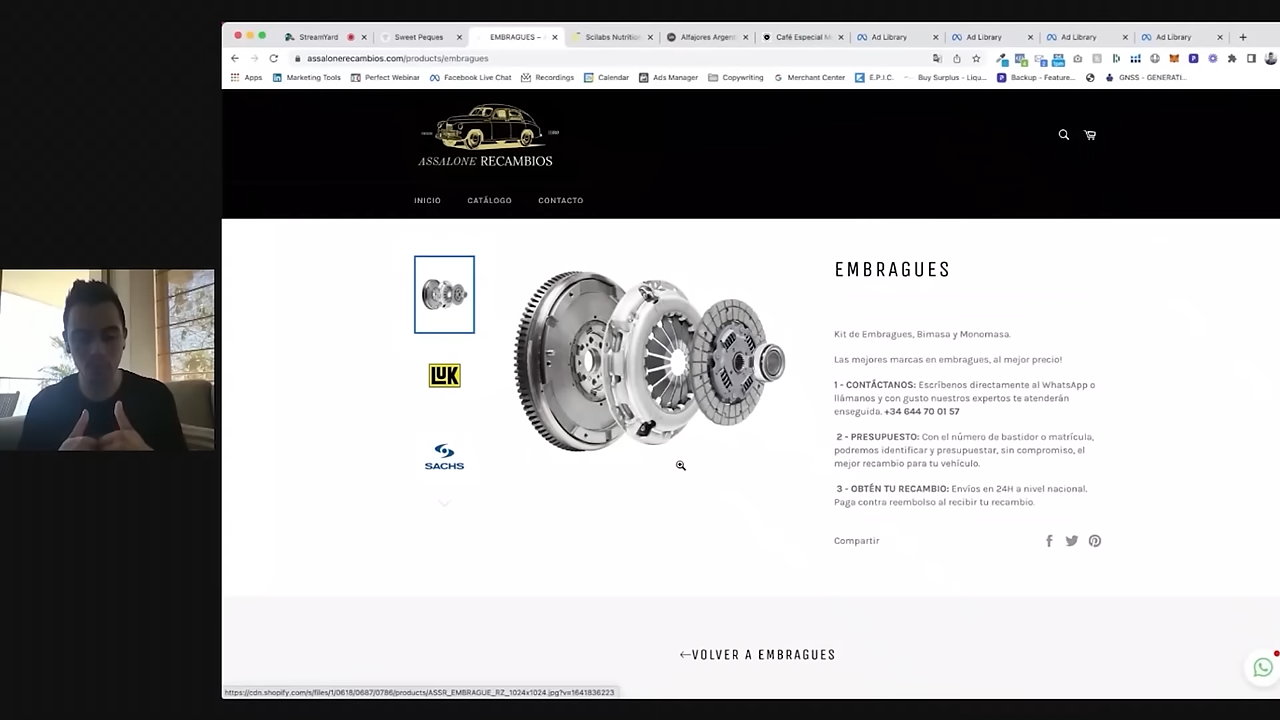 StreamYard
Sweet Peques
EMBRAGUES –
Scilabs Nutritio
Alfajores Argent
Café Especial M
Ad Library
Ad Library
Ad Library
Ad Library
assalonerecambios.com/products/embragues
Apps
Marketing Tools
Perfect Webinar
Facebook Live Chat
Recordings
Calendar
Ads Manager
Copywriting
Merchant Center
E.P.I.C.
Buy Surplus - Liqu...
Backup - Feature...
GNSS - GENERATI...
ASSALONE RECAMBIOS
INICIO
CATÁLOGO
CONTACTO
LUK
SACHS
EMBRAGUES
Kit de Embragues, Bimasa y Monomasa.
Las mejores marcas en embragues, al mejor precio!
1 - CONTÁCTANOS: Escríbenos directamente al WhatsApp o
llámanos y con gusto nuestros expertos te atenderán
enseguida. +34 644 70 01 57
2 - PRESUPUESTO: Con el número de bastidor o matrícula,
podremos identificar y presupuestar, sin compromiso, el
mejor recambio para tu vehículo.
3 - OBTÉN TU RECAMBIO: Envíos en 24H a nivel nacional.
Paga contra reembolso al recibir tu recambio.
Compartir
←VOLVER A EMBRAGUES
https://cdn.shopify.com/s/files/1/0618/0687/0786/products/ASSR_EMBRAGUE_RZ_1024x1024.jpg?v=1641836223